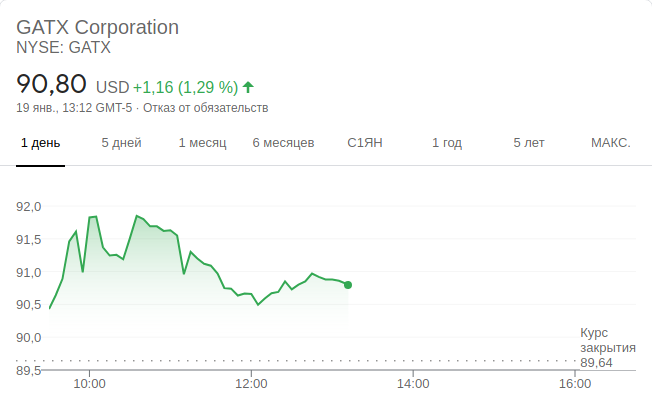 GATX Corporation
NYSE: GATX
90,80 USD +1,16 (1,29 %)
19 янв., 13:12 GMT-5 · Отказ от обязательств
1 день 5 дней 1 месяц 6 месяцев С1ЯН 1 год 5 лет МАКС.
92,0
91,5
91,0
90,5
90,0
Курс
закрытия
89,64
89,5
10:00 12:00 14:00 16:00